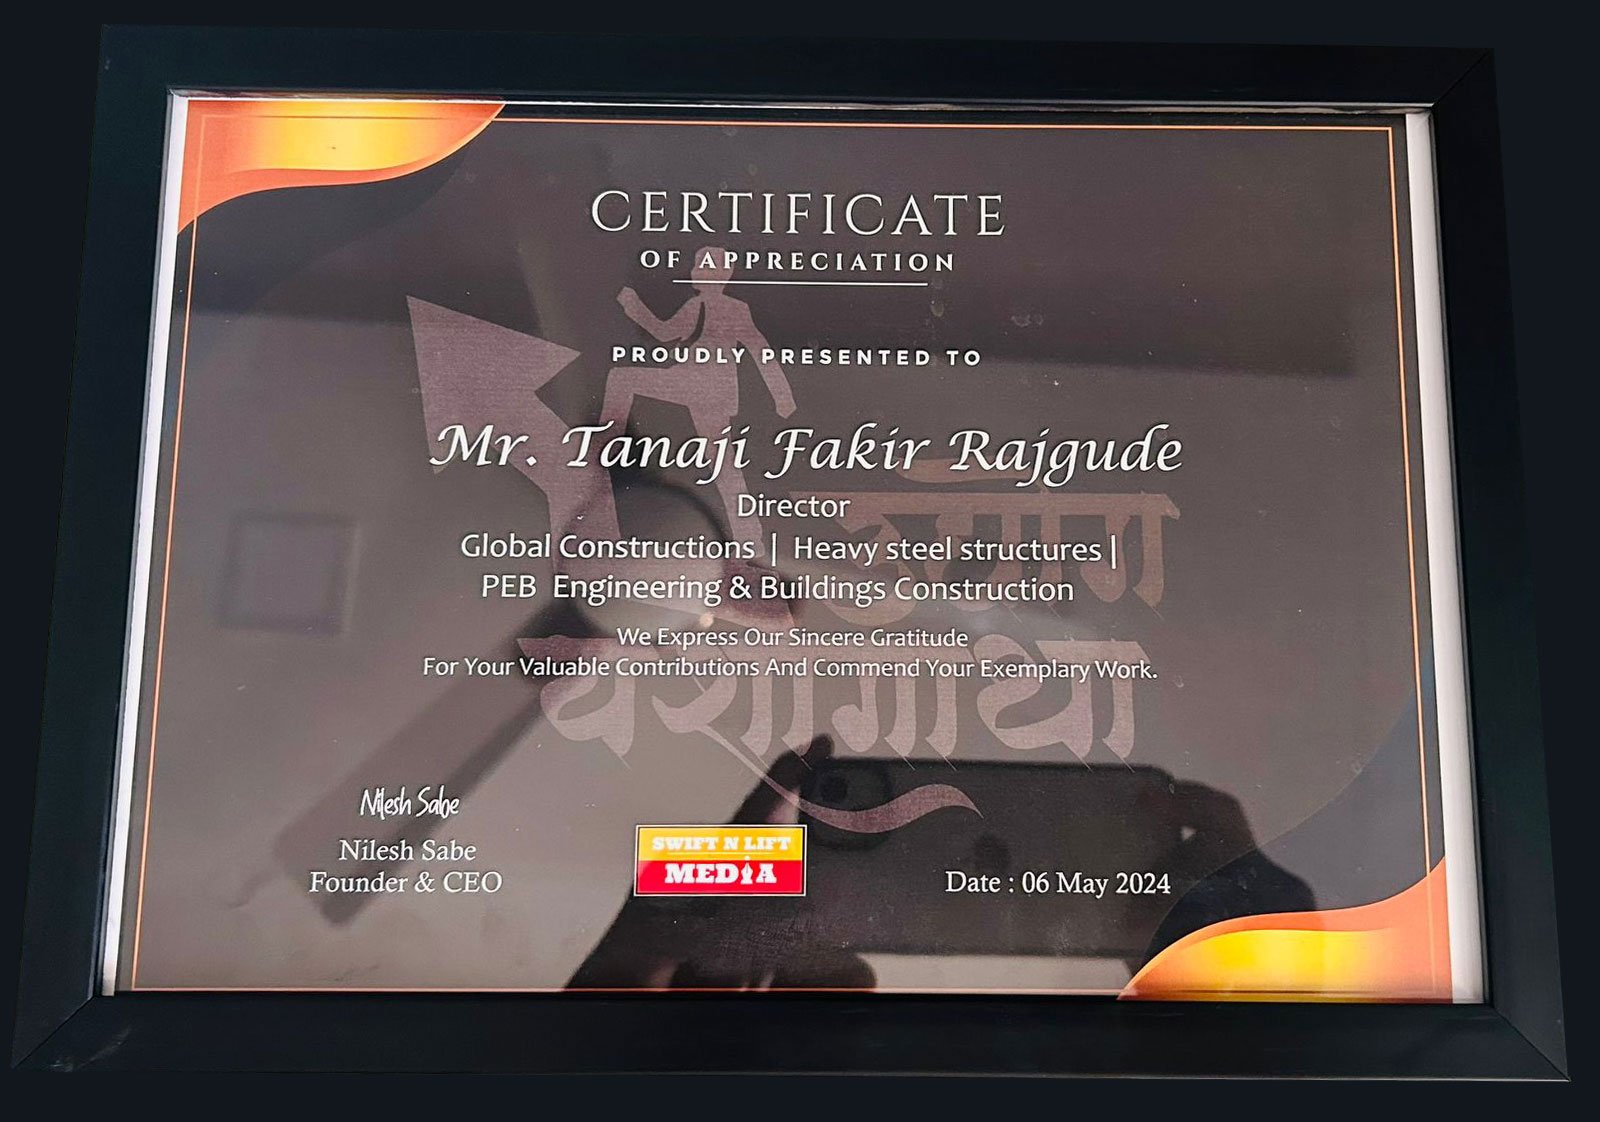 CERTIFICATE
OF APPRECIATION
PROUDLY PRESENTED TO
Mr. Tanaji Fakir Rajgude
Director
Global Constructions | Heavy steel structures |
PEB Engineering & Buildings Construction
We Express Our Sincere Gratitude
For Your Valuable Contributions And Commend Your Exemplary Work.
उद्योग
यशोगाथा
Nilesh Sabe
Nilesh Sabe
Founder & CEO
SWIFT N LIFT
MEDIA
Date : 06 May 2024